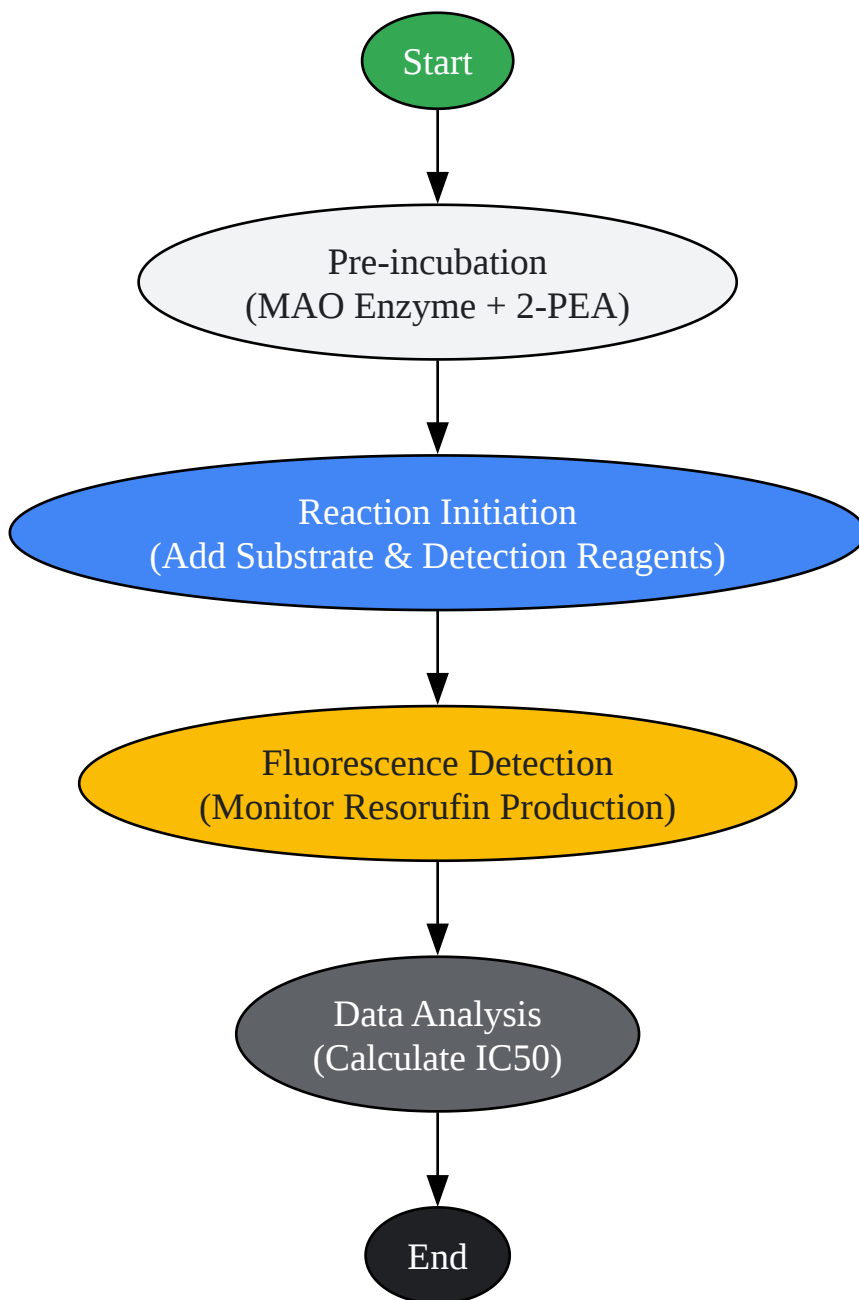 Start
Pre-incubation
(MAO Enzyme + 2-PEA)
Reaction Initiation
(Add Substrate & Detection Reagents)
Fluorescence Detection
(Monitor Resorufin Production)
Data Analysis
(Calculate IC50)
End